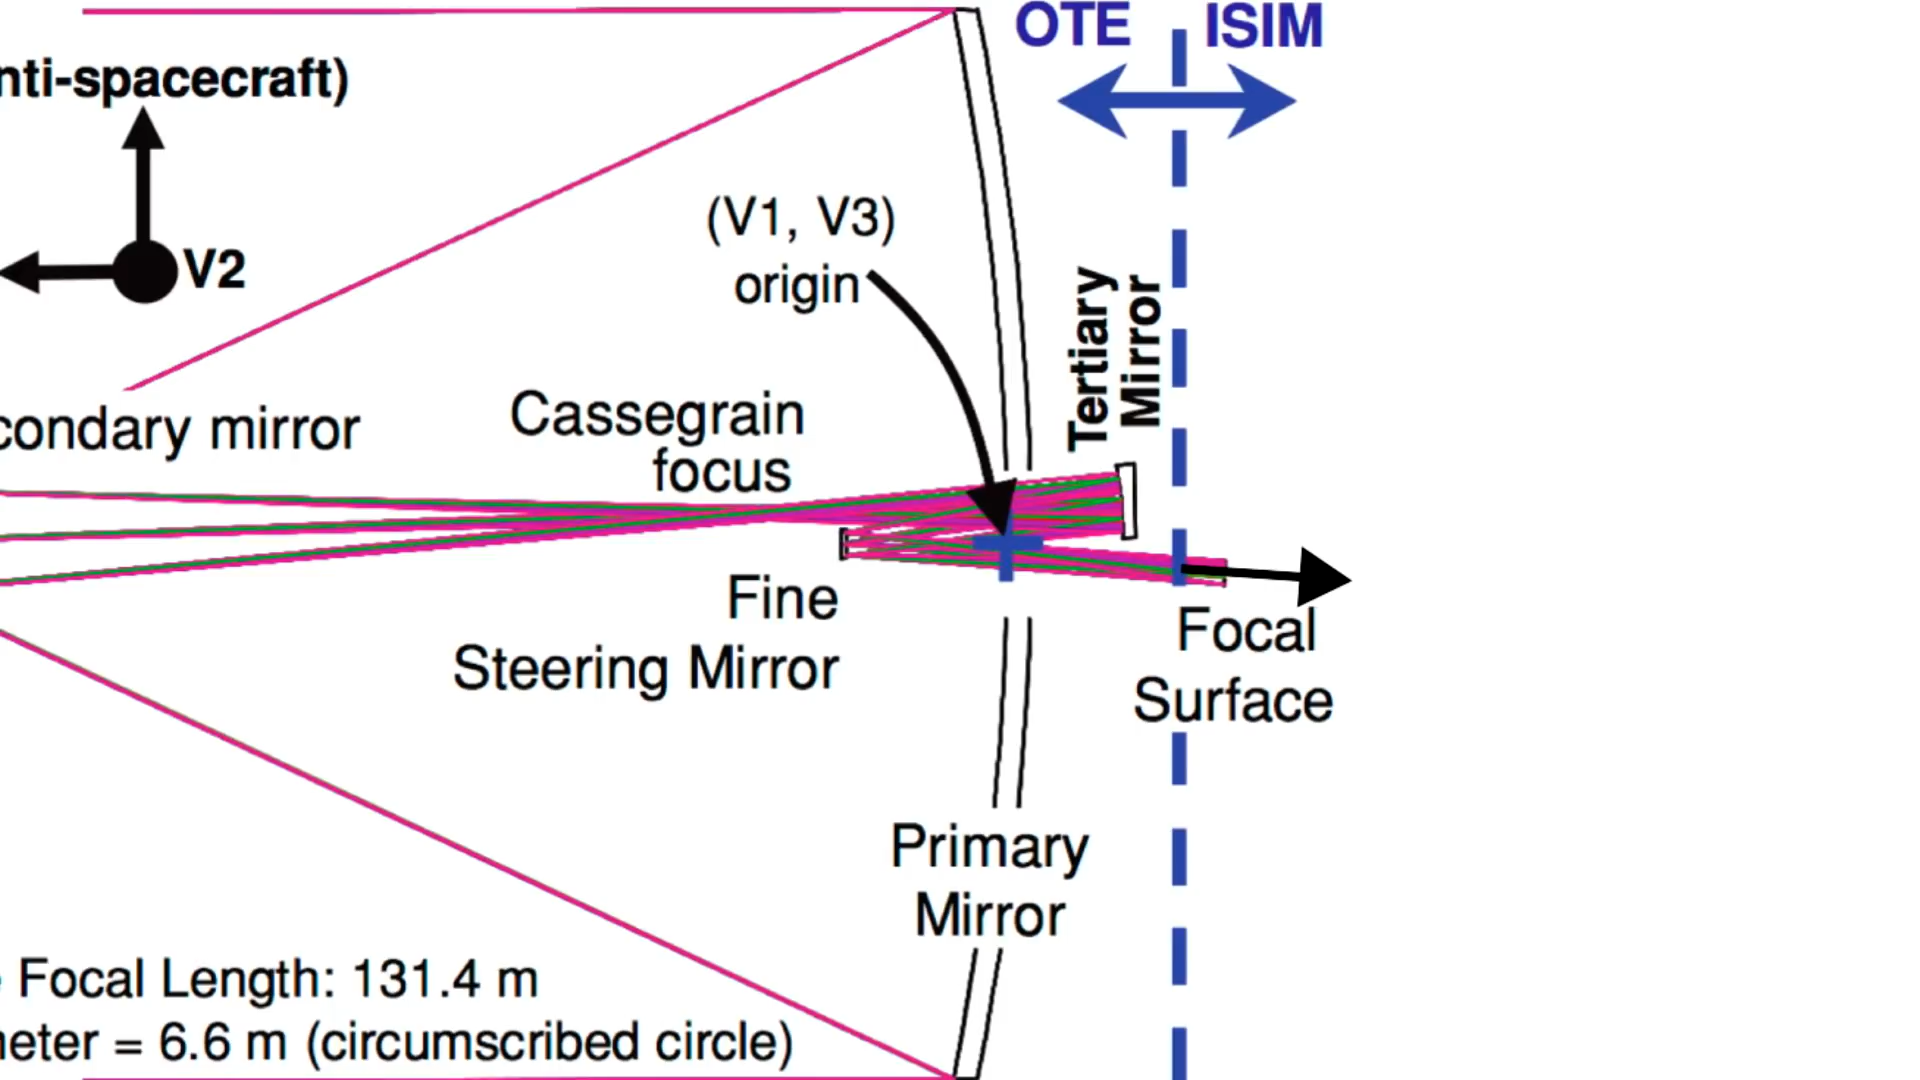 OTE ISIM
nti-spacecraft)
(V1, V3)
origin
V2
Tertiary
Mirror
Cassegrain
focus
condary mirror
Fine
Steering Mirror
Focal
Surface
Primary
Mirror
Focal Length: 131.4 m
meter = 6.6 m (circumscribed circle)